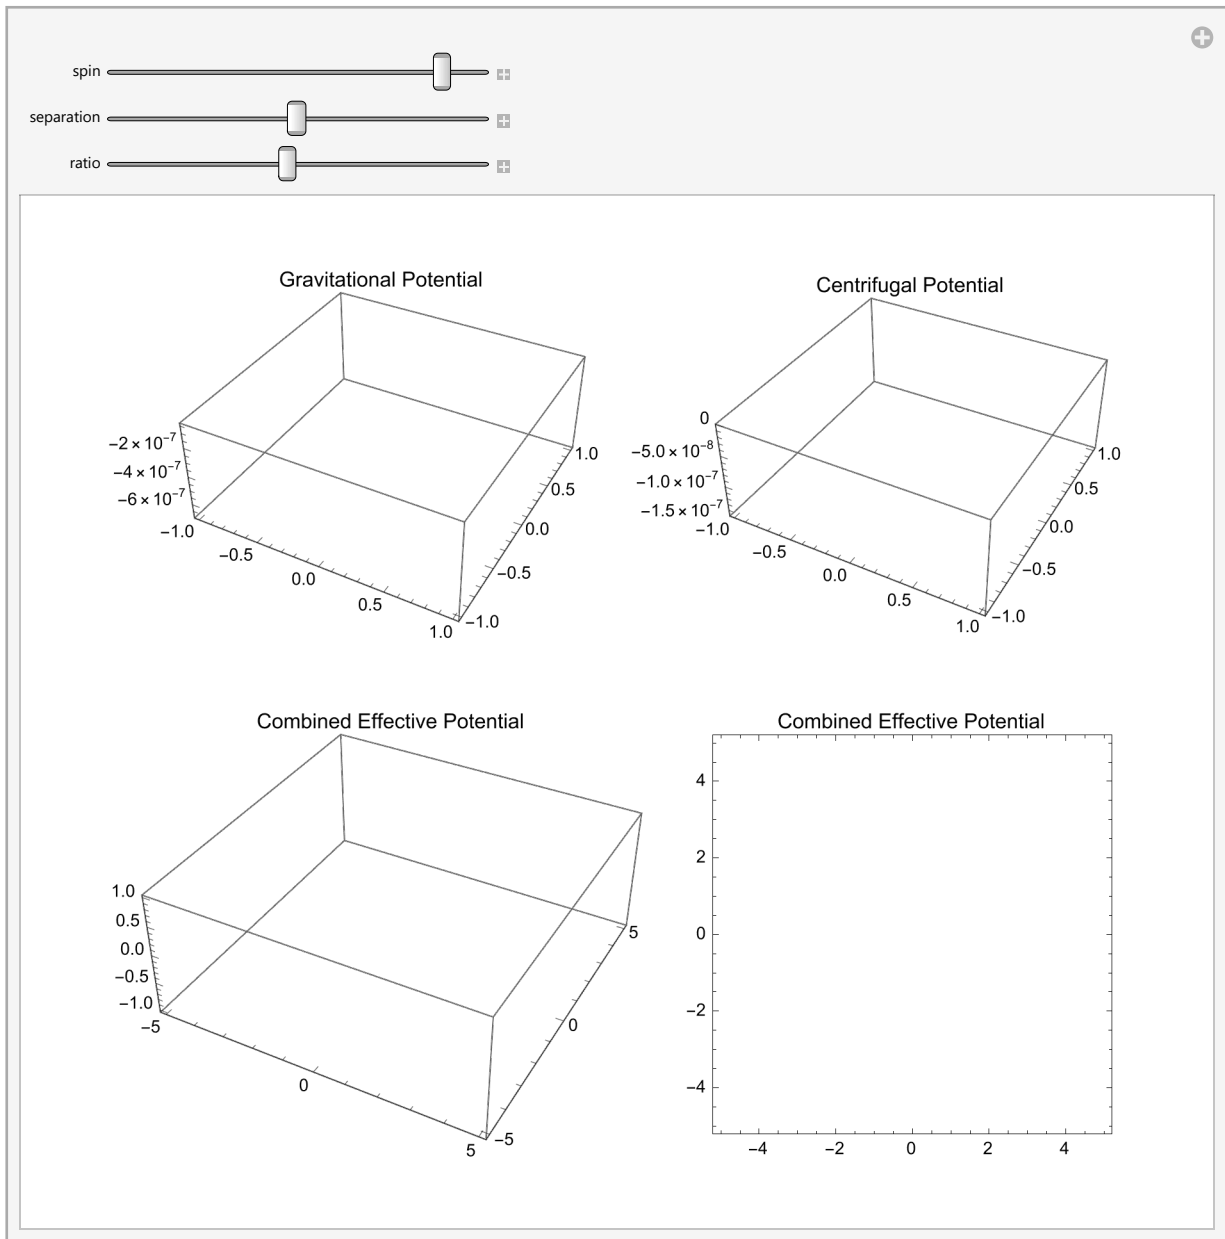 spin
separation
ratio
Gravitational Potential
−2 × 10⁻⁷
−4 × 10⁻⁷
−6 × 10⁻⁷
−1.0
−0.5
0.0
0.5
1.0
−1.0
−0.5
0.0
0.5
1.0
Centrifugal Potential
0
−5.0 × 10⁻⁸
−1.0 × 10⁻⁷
−1.5 × 10⁻⁷
−1.0
−0.5
0.0
0.5
1.0
−1.0
−0.5
0.0
0.5
1.0
Combined Effective Potential
1.0
0.5
0.0
−0.5
−1.0
−5
0
5
−5
0
5
Combined Effective Potential
4
2
0
−2
−4
−4 −2 0 2 4